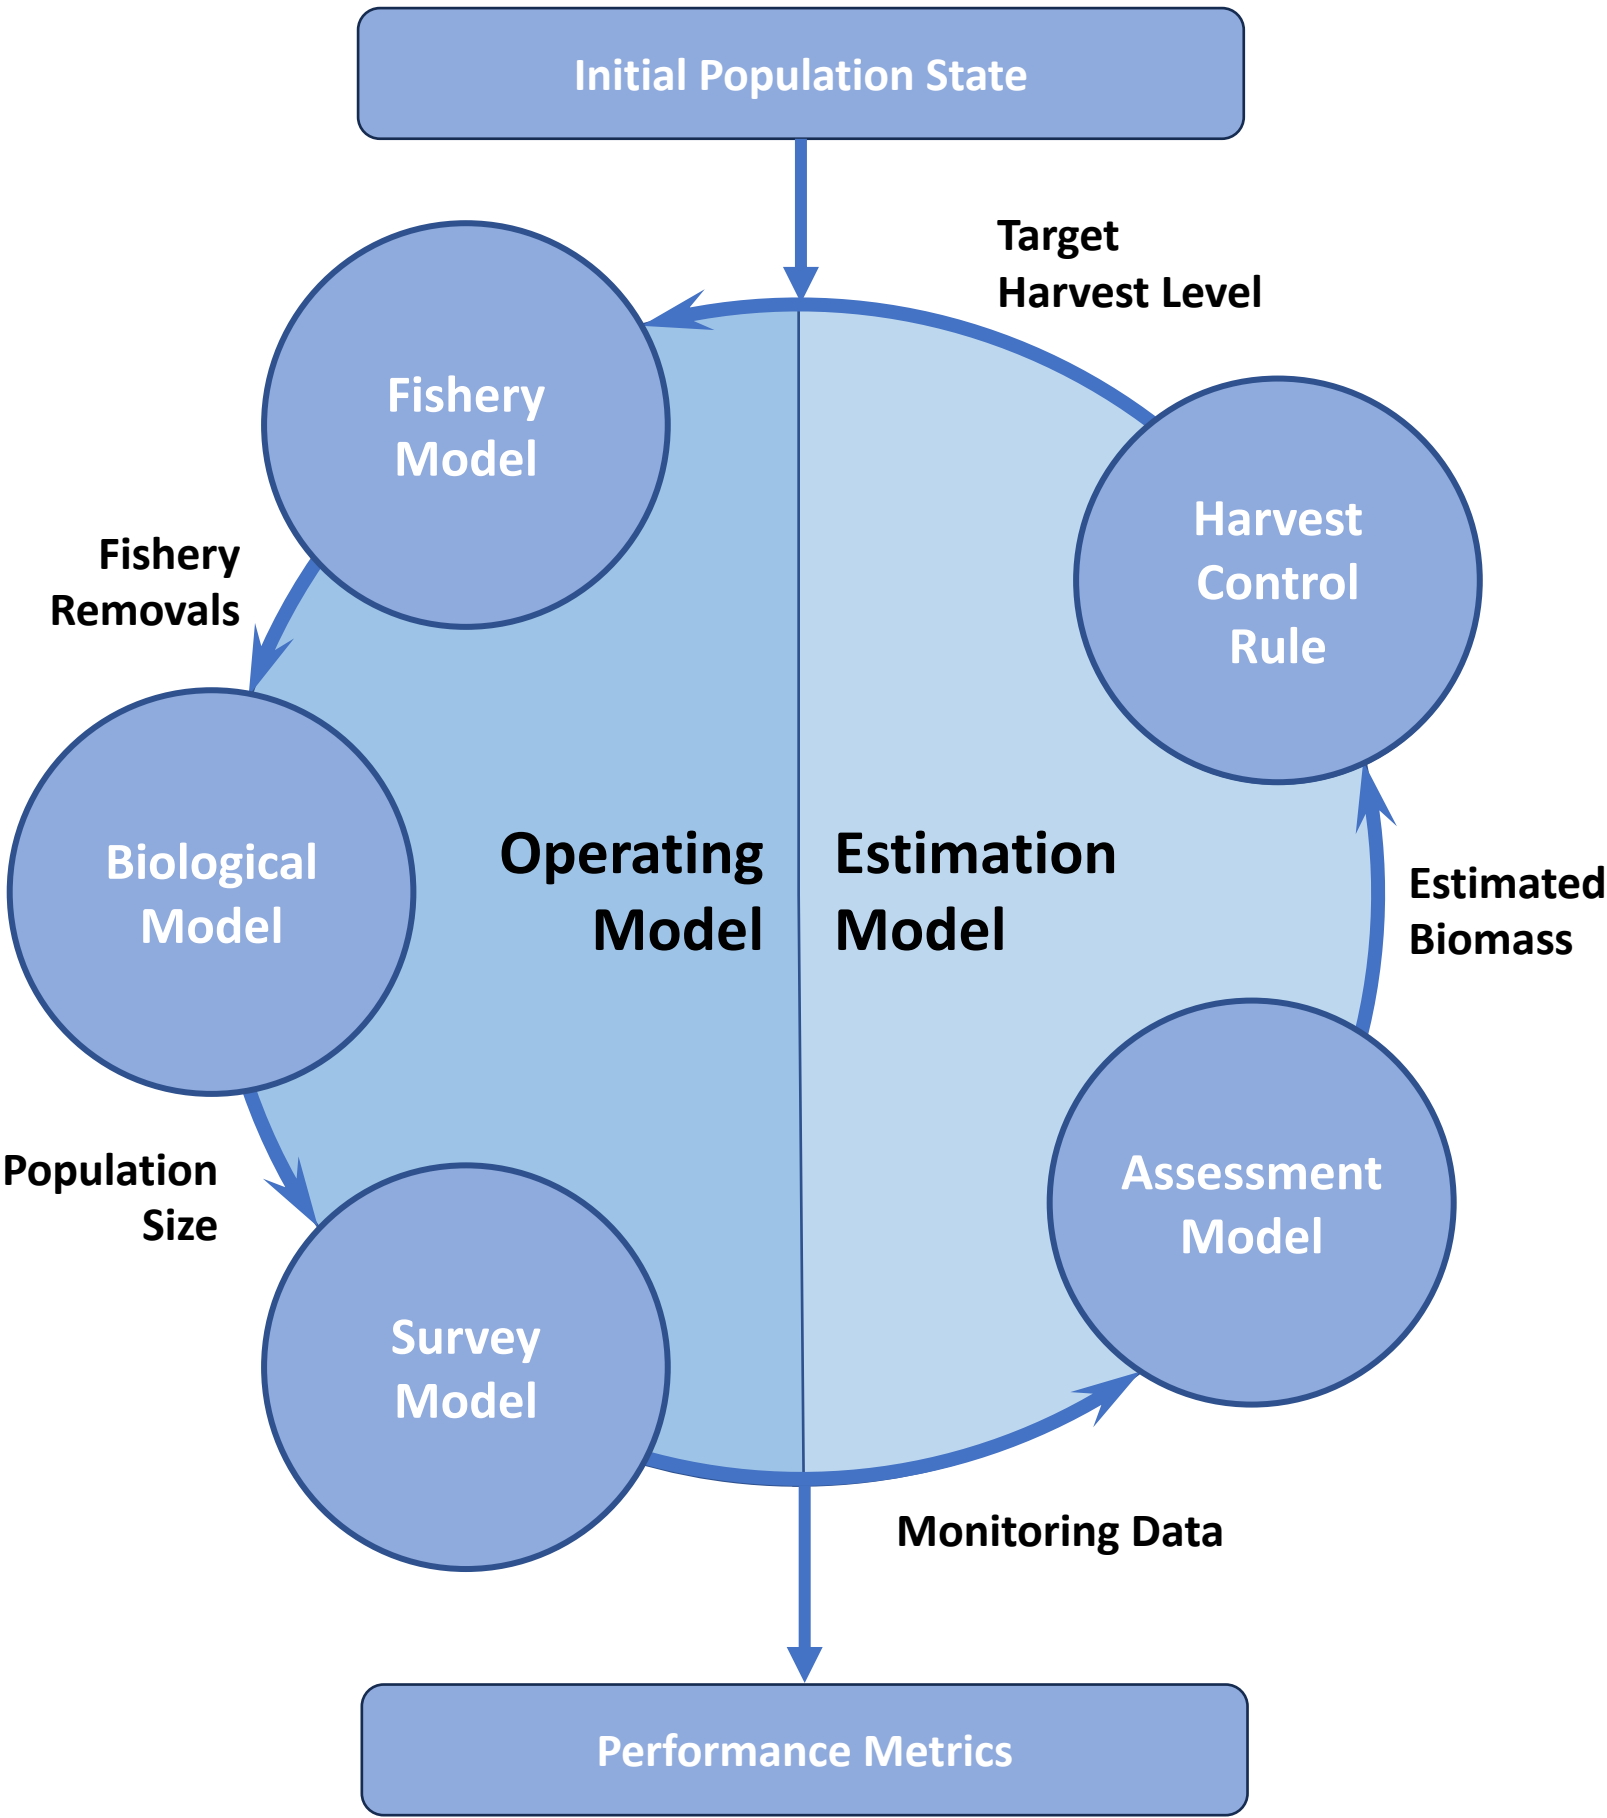 Initial Population State
Target
Harvest Level
Fishery
Model
Harvest
Control
Rule
Fishery
Removals
Biological
Model
Operating
Model
Estimation
Model
Estimated
Biomass
Population
Size
Assessment
Model
Survey
Model
Monitoring Data
Performance Metrics